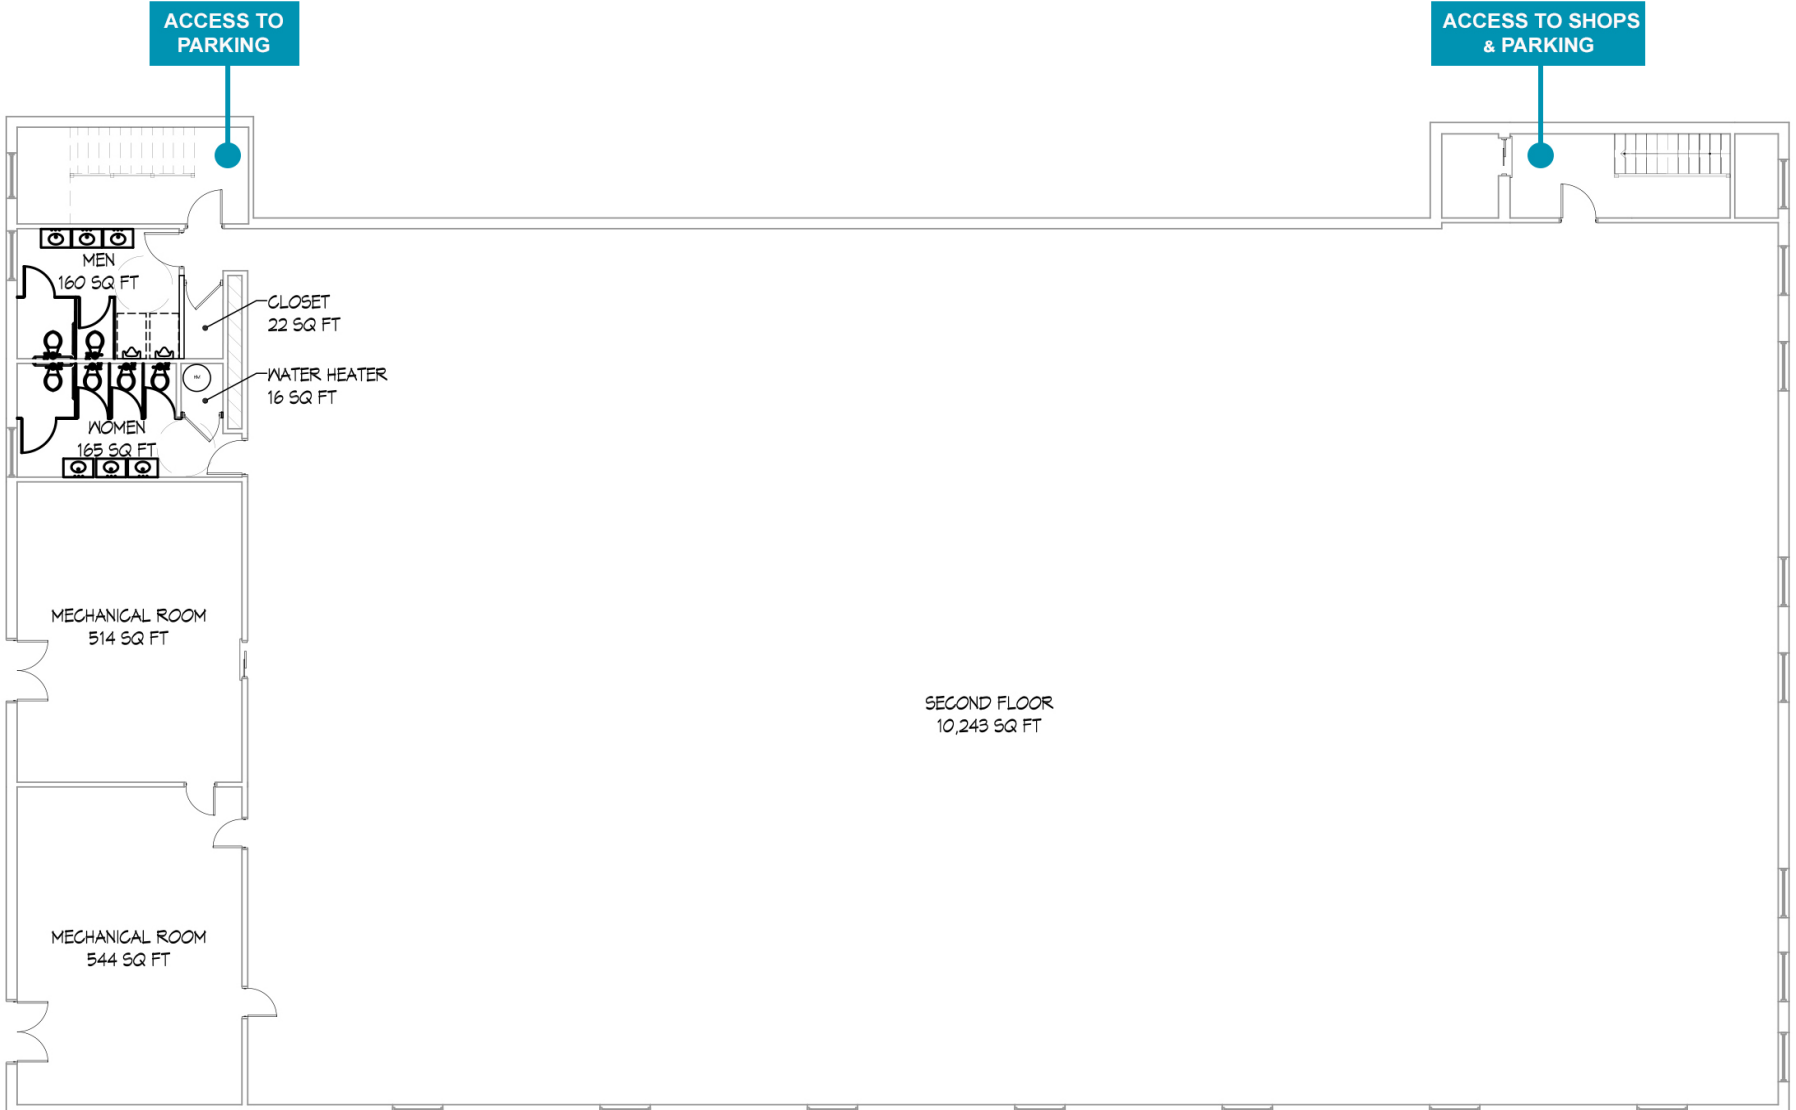 ACCESS TO
PARKING
ACCESS TO SHOPS
& PARKING
MEN
160 SQ FT
CLOSET
22 SQ FT
WATER HEATER
16 SQ FT
WOMEN
165 SQ FT
MECHANICAL ROOM
514 SQ FT
SECOND FLOOR
10,243 SQ FT
MECHANICAL ROOM
544 SQ FT